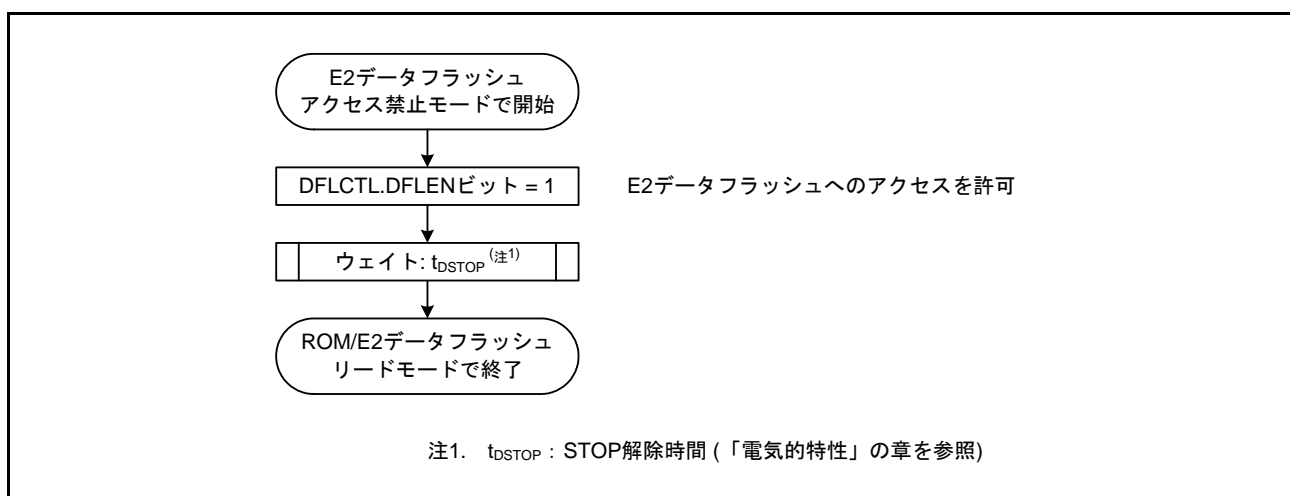 E2データフラッシュ
アクセス禁止モードで開始
DFLCTL.DFLENビット = 1
E2データフラッシュへのアクセスを許可
ウェイト: tDSTOP (注1)
ROM/E2データフラッシュ
リードモードで終了
注1. tDSTOP : STOP解除時間 (「電気的特性」の章を参照)